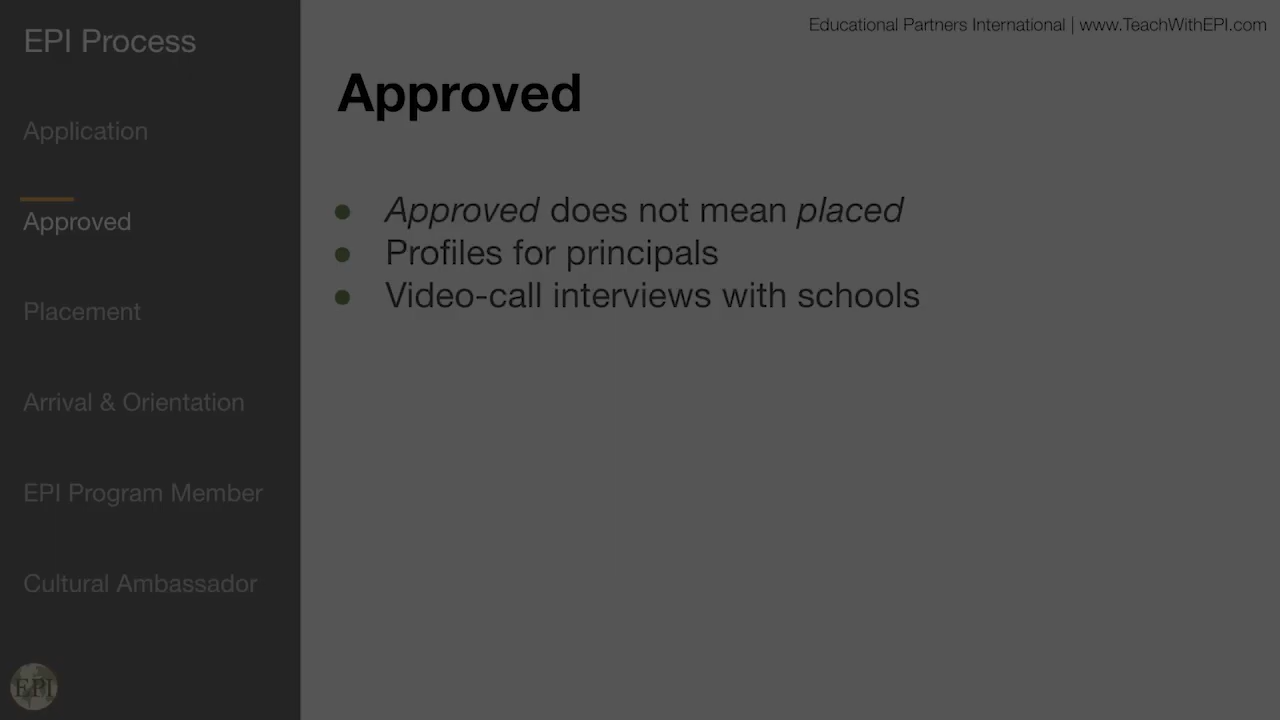 EPI Process
Educational Partners International | www.TeachWithEPI.com
Application
Approved
Placement
Arrival & Orientation
EPI Program Member
Cultural Ambassador
EPI
Approved
● Approved does not mean placed
● Profiles for principals
● Video-call interviews with schools